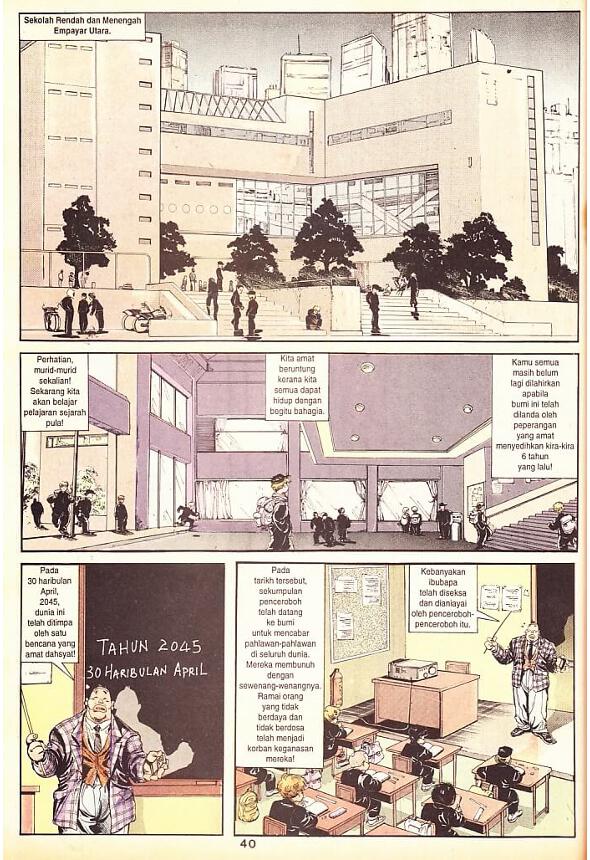 Sekolah Rendah dan Menengah
Empayar Utara.
Perhatian,
murid-murid
sekalian!
Sekarang kita
akan belajar
pelajaran sejarah
pula!
Kita amat
beruntung
kerana kita
semua dapat
hidup dengan
begitu bahagia.
Kamu semua
masih belum
lagi dilahirkan
apabila
bumi ini telah
dilanda oleh
peperangan
yang amat
menyedihkan kira-kira
6 tahun
yang lalu!
Pada
30 haribulan
April,
2045,
dunia ini
telah ditimpa
oleh satu
bencana yang
amat dahsyat!
TAHUN 2045
30 HARIBULAN APRIL
Pada
tarikh tersebut,
sekumpulan
penceroboh
telah datang
ke bumi
untuk mencabar
pahlawan-pahlawan
di seluruh dunia.
Mereka membunuh
dengan
sewenang-wenangnya.
Ramai orang
yang tidak
berdaya dan
tidak berdosa
telah menjadi
korban keganasan
mereka!
Kebanyakan
ibubapa
telah diseksa
dan dianiayai
oleh penceroboh-
penceroboh itu.
40